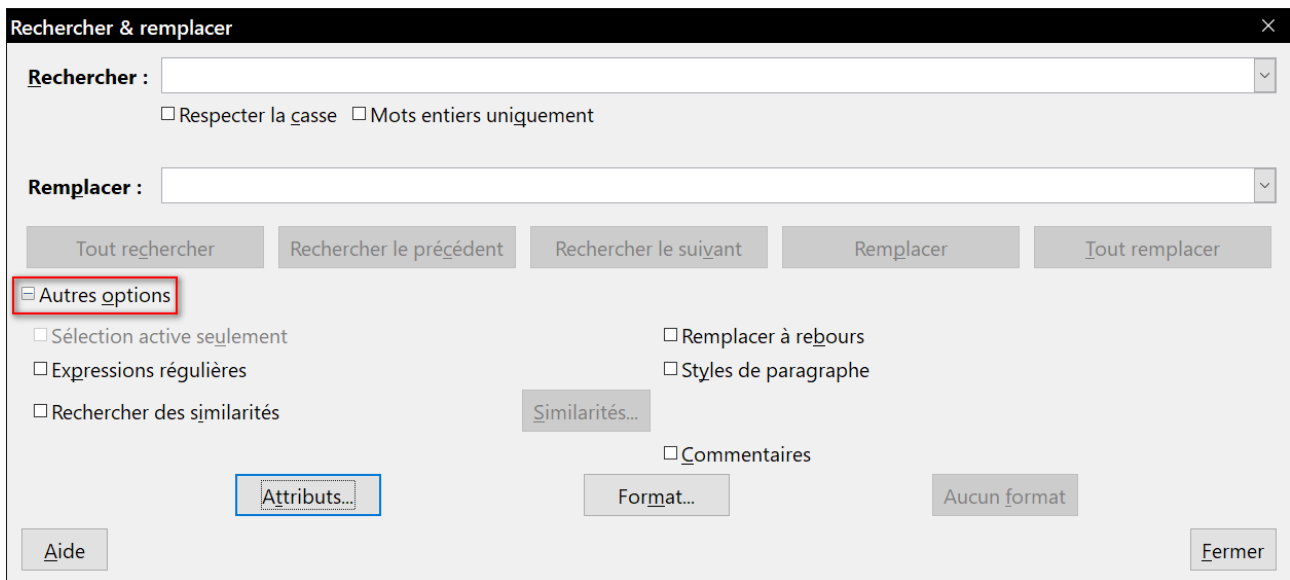 Rechercher & remplacer
Rechercher :
Respecter la casse Mots entiers uniquement
Remplacer :
Tout rechercher Rechercher le précédent Rechercher le suivant Remplacer Tout remplacer
Autres options
Sélection active seulement Remplacer à rebours
Expressions régulières Styles de paragraphe
Rechercher des similarités Similarités...
Commentaires
Attributs... Format... Aucun format
Aide Fermer